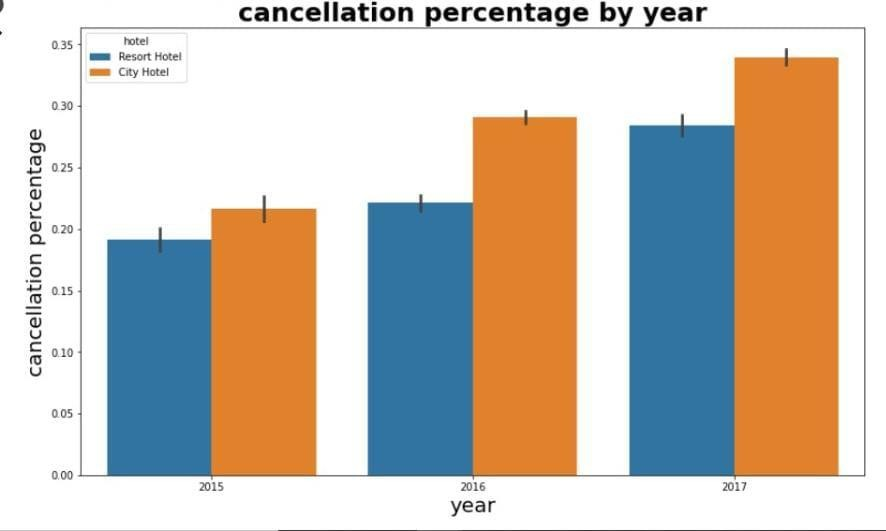 cancellation percentage by year
hotel
Resort Hotel
City Hotel
cancellation percentage
0.35
0.30
0.25
0.20
0.15
0.10
0.05
0.00
2015 2016 2017
year